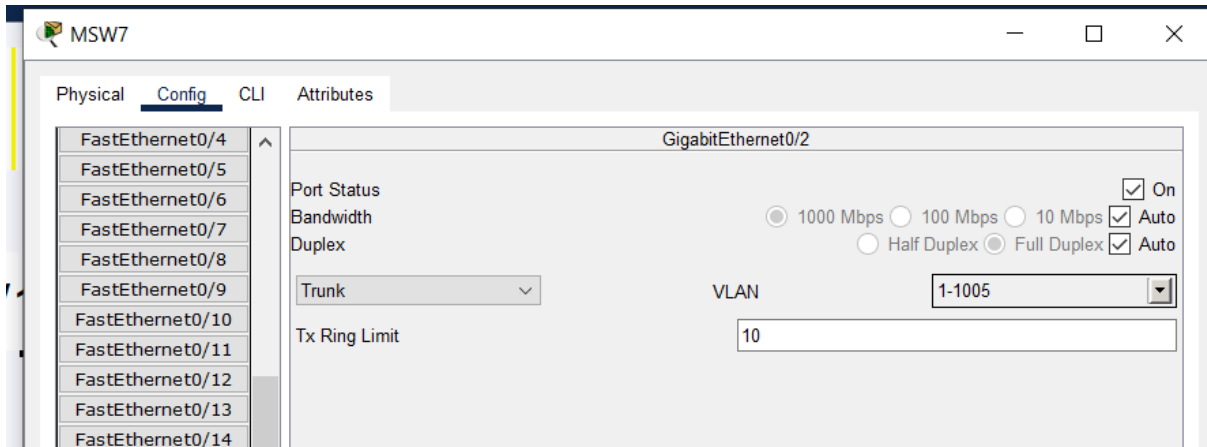 MSW7
Physical Config CLI Attributes
FastEthernet0/4
FastEthernet0/5
FastEthernet0/6
FastEthernet0/7
FastEthernet0/8
FastEthernet0/9
FastEthernet0/10
FastEthernet0/11
FastEthernet0/12
FastEthernet0/13
FastEthernet0/14
GigabitEthernet0/2
Port Status On
Bandwidth 1000 Mbps 100 Mbps 10 Mbps Auto
Duplex Half Duplex Full Duplex Auto
Trunk VLAN 1-1005
Tx Ring Limit 10